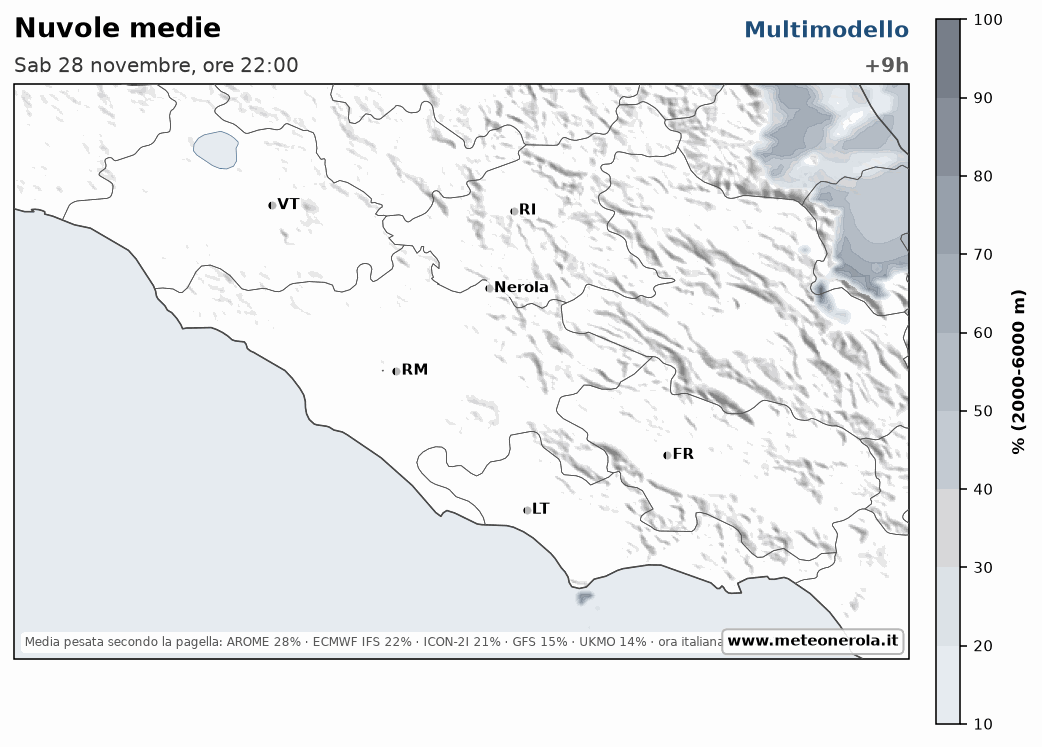 Nuvole medie
Multimodello
Sab 28 novembre, ore 22:00
+9h
100
90
80
70
60
50
40
30
20
10
% (2000-6000 m)
VT
RI
Nerola
RM
FR
LT
Media pesata secondo la pagella: AROME 28% · ECMWF IFS 22% · ICON-2I 21% · GFS 15% · UKMO 14% · ora italiana
www.meteonerola.it